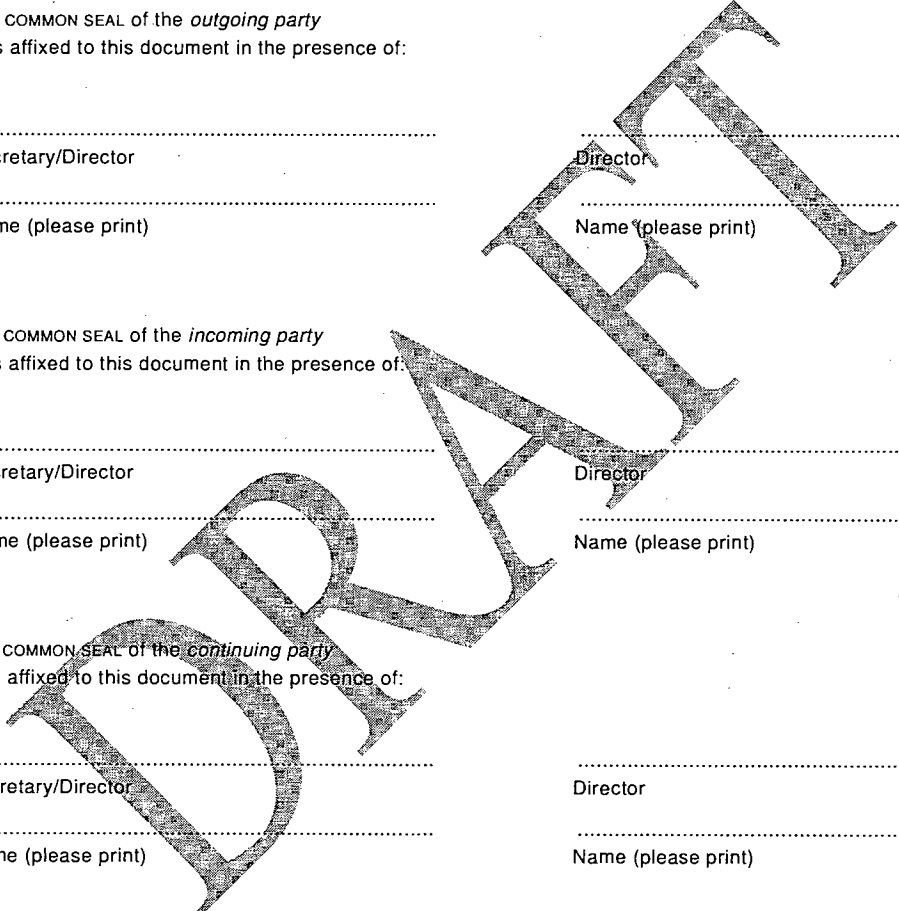 COMMON SEAL of the outgoing party
s affixed to this document in the presence of:
retary/Director Director
me (please print) Name (please print)
COMMON SEAL of the incoming party
s affixed to this document in the presence of:
retary/Director Director
me (please print) Name (please print)
COMMON SEAL of the continuing party
affixed to this document in the presence of:
retary/Director Director
me (please print) Name (please print)
DRAFT